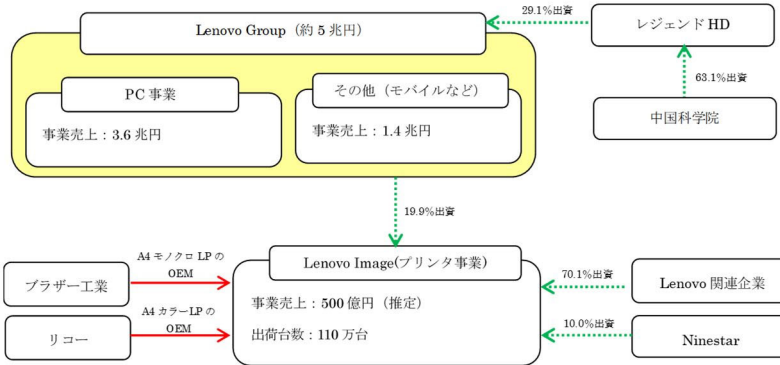 29.1%出資
Lenovo Group（約 5 兆円）
レジェンド HD
63.1%出資
PC 事業
その他（モバイルなど）
事業売上：3.6 兆円
事業売上：1.4 兆円
中国科学院
19.9%出資
A4 モノクロ LP の
OEM
Lenovo Image(プリンタ事業)
70.1%出資
ブラザー工業
Lenovo 関連企業
事業売上：500 億円（推定）
A4 カラーLP の
OEM
出荷台数：110 万台
10.0%出資
リコー
Ninestar